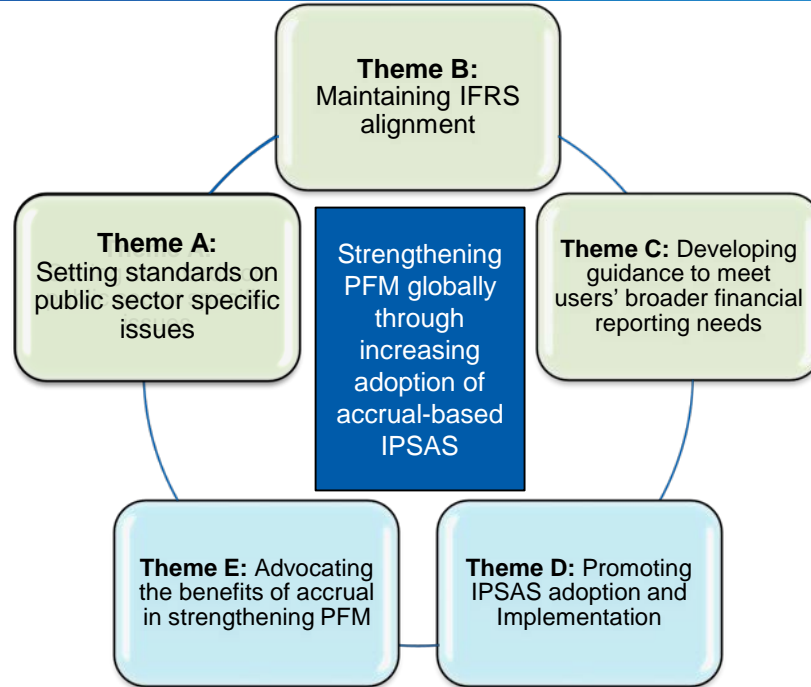 Theme B:
Maintaining IFRS
alignment
Theme A:
Setting standards on
public sector specific
issues
Strengthening
PFM globally
through
increasing
adoption of
accrual-based
IPSAS
Theme C: Developing
guidance to meet
users’ broader financial
reporting needs
Theme E: Advocating
the benefits of accrual
in strengthening PFM
Theme D: Promoting
IPSAS adoption and
Implementation